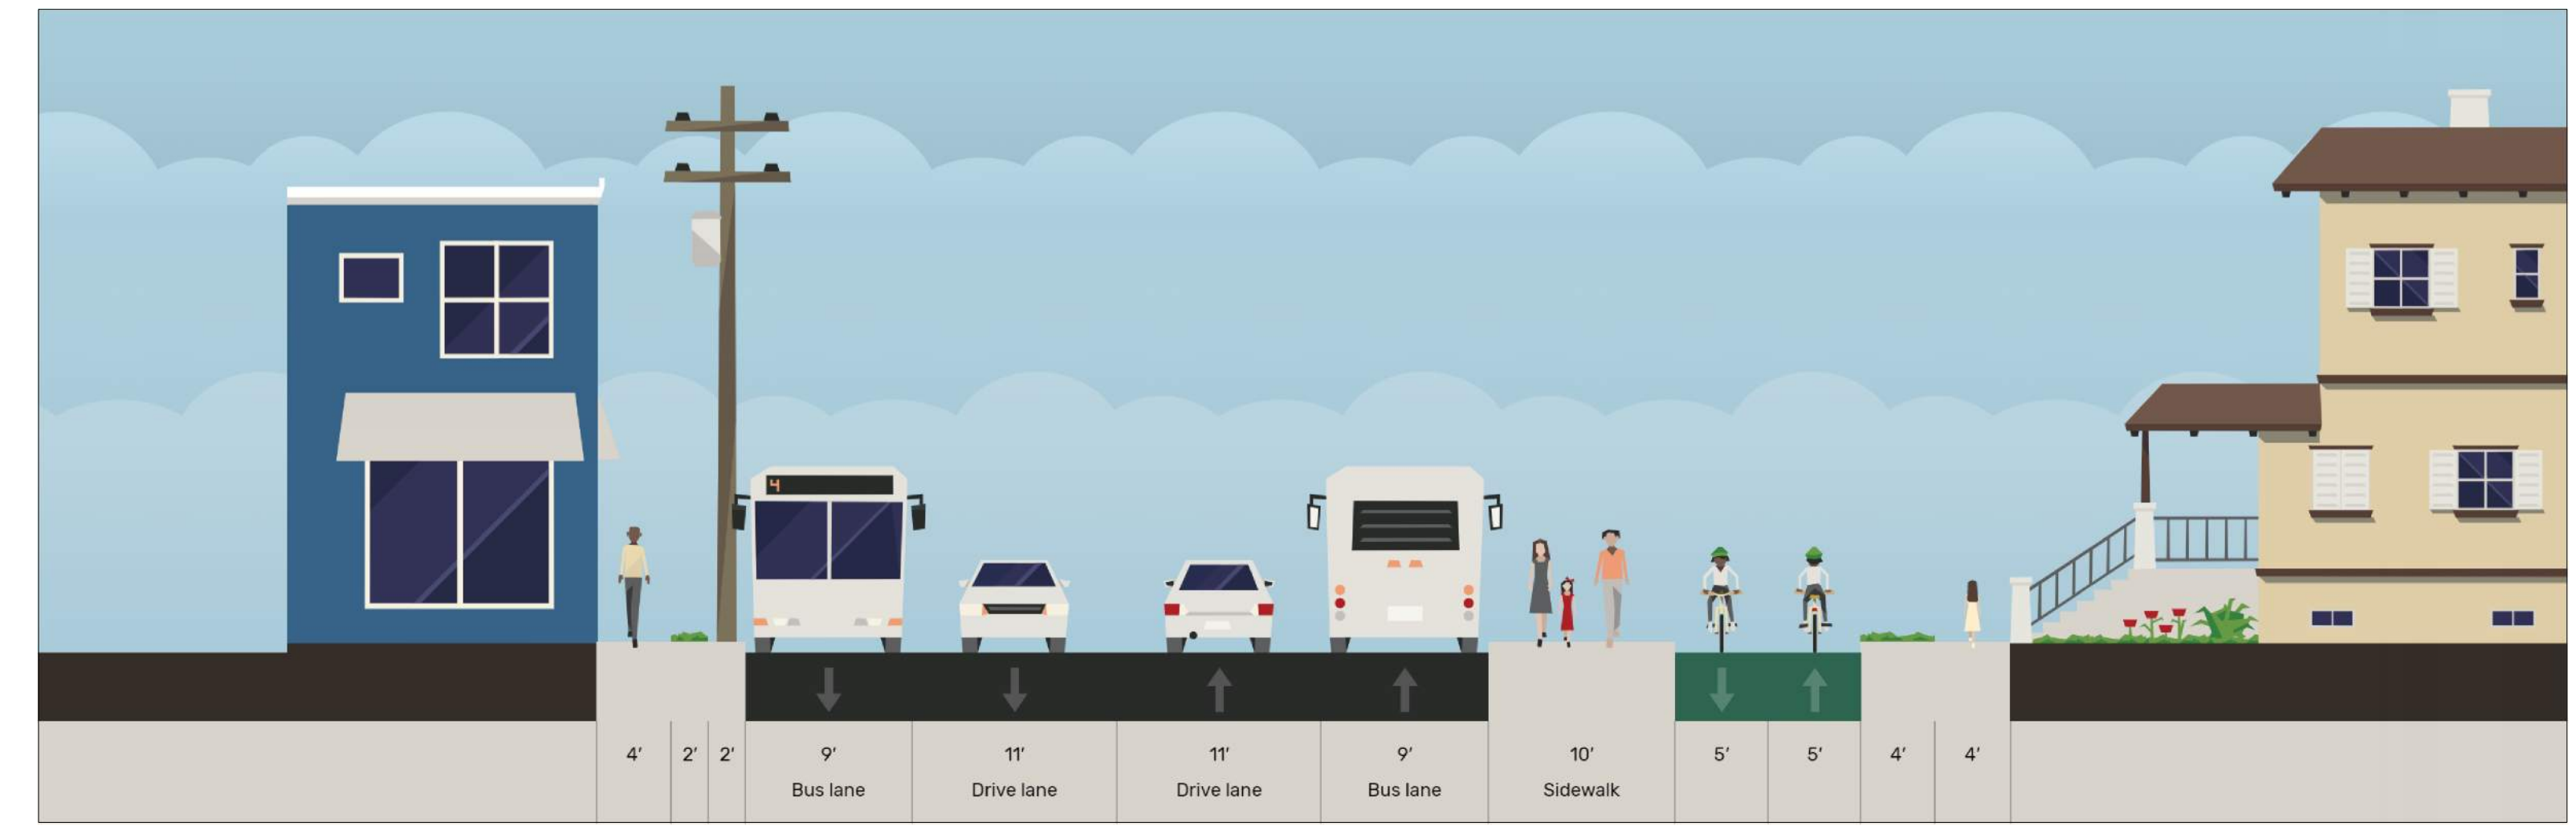 4
4′ 2′ 2′ 9′ 11′ 11′ 9′ 10′ 5′ 5′ 4′ 4′
Bus lane Drive lane Drive lane Bus lane Sidewalk